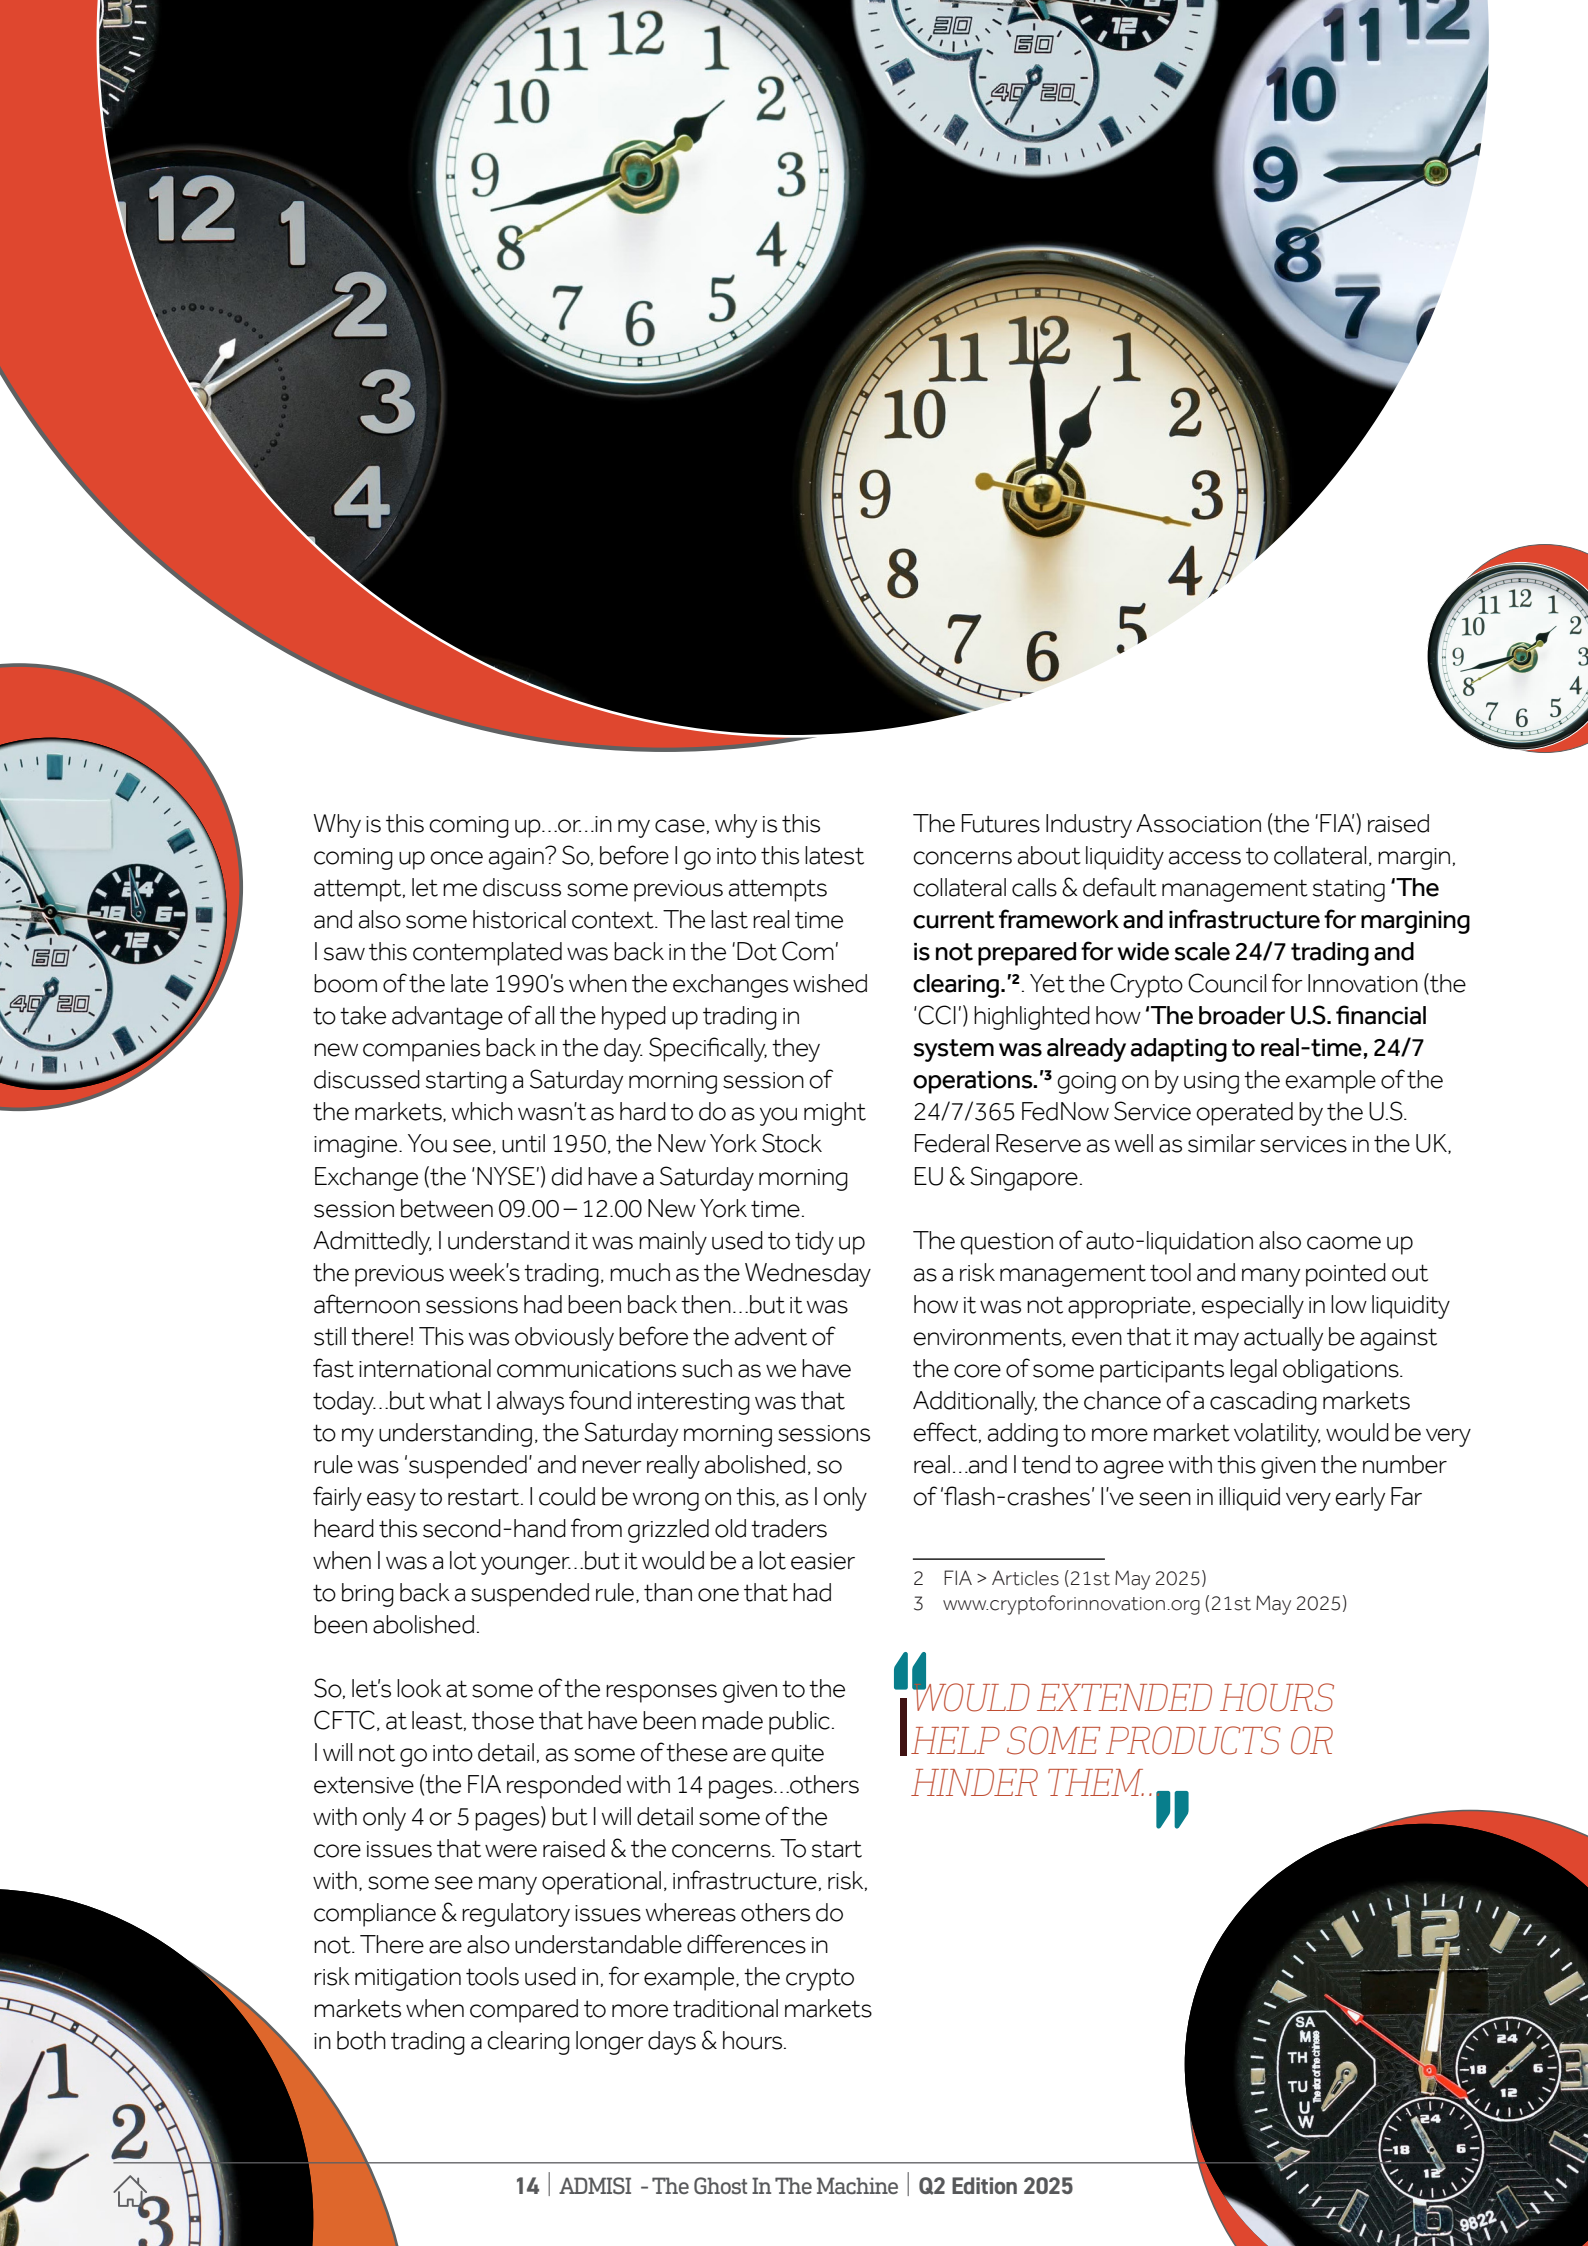 Why is this coming up…or…in my case, why is this
coming up once again? So, before I go into this latest
attempt, let me discuss some previous attempts
and also some historical context. The last real time
I saw this contemplated was back in the 'Dot Com'
boom of the late 1990's when the exchanges wished
to take advantage of all the hyped up trading in
new companies back in the day. Specifically, they
discussed starting a Saturday morning session of
the markets, which wasn't as hard to do as you might
imagine. You see, until 1950, the New York Stock
Exchange (the 'NYSE') did have a Saturday morning
session between 09.00 – 12.00 New York time.
Admittedly, I understand it was mainly used to tidy up
the previous week's trading, much as the Wednesday
afternoon sessions had been back then…but it was
still there! This was obviously before the advent of
fast international communications such as we have
today…but what I always found interesting was that
to my understanding, the Saturday morning sessions
rule was 'suspended' and never really abolished, so
fairly easy to restart. I could be wrong on this, as I only
heard this second-hand from grizzled old traders
when I was a lot younger…but it would be a lot easier
to bring back a suspended rule, than one that had
been abolished.
So, let's look at some of the responses given to the
CFTC, at least, those that have been made public.
I will not go into detail, as some of these are quite
extensive (the FIA responded with 14 pages…others
with only 4 or 5 pages) but I will detail some of the
core issues that were raised & the concerns. To start
with, some see many operational, infrastructure, risk,
compliance & regulatory issues whereas others do
not. There are also understandable differences in
risk mitigation tools used in, for example, the crypto
markets when compared to more traditional markets
in both trading a clearing longer days & hours.
The Futures Industry Association (the 'FIA') raised
concerns about liquidity access to collateral, margin,
collateral calls & default management stating 'The
current framework and infrastructure for margining
is not prepared for wide scale 24/7 trading and
clearing.'². Yet the Crypto Council for Innovation (the
'CCI') highlighted how 'The broader U.S. financial
system was already adapting to real-time, 24/7
operations.'³ going on by using the example of the
24/7/365 FedNow Service operated by the U.S.
Federal Reserve as well as similar services in the UK,
EU & Singapore.
The question of auto-liquidation also caome up
as a risk management tool and many pointed out
how it was not appropriate, especially in low liquidity
environments, even that it may actually be against
the core of some participants legal obligations.
Additionally, the chance of a cascading markets
effect, adding to more market volatility, would be very
real…and I tend to agree with this given the number
of 'flash-crashes' I've seen in illiquid very early Far
2 FIA > Articles (21st May 2025)
3 www.cryptoforinnovation.org (21st May 2025)
"WOULD EXTENDED HOURS
HELP SOME PRODUCTS OR
HINDER THEM.."
14 | ADMISI - The Ghost In The Machine | Q2 Edition 2025